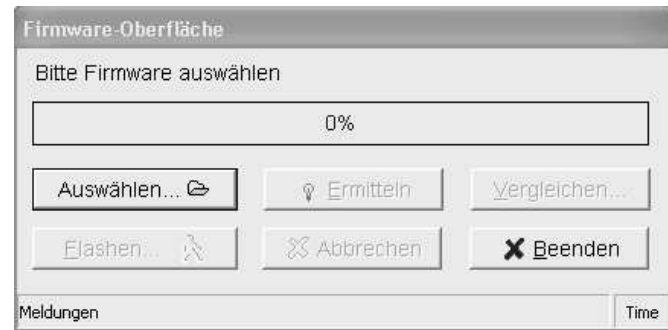 Firmware-Oberfläche
Bitte Firmware auswählen
0%
Auswählen... Ermitteln Vergleichen...
Flashen... Abbrechen Beenden
Meldungen Time